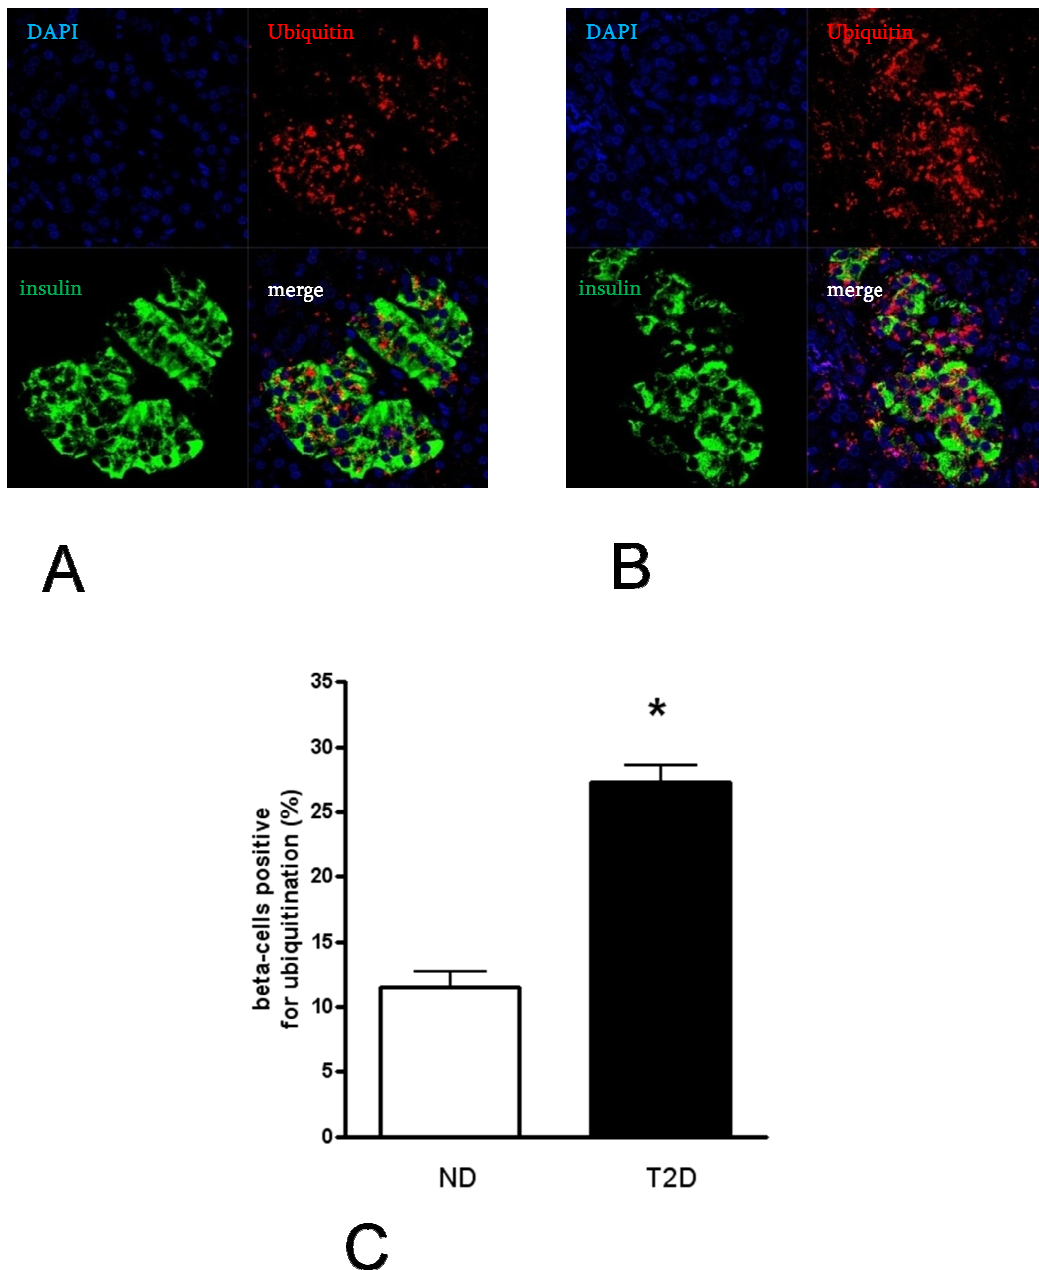 DAPI
Ubiquitin
insulin
merge
A
DAPI
Ubiquitin
insulin
merge
B
beta-cells positive
for ubiquitination (%)
35
30
25
20
15
10
5
0
*
ND
T2D
C